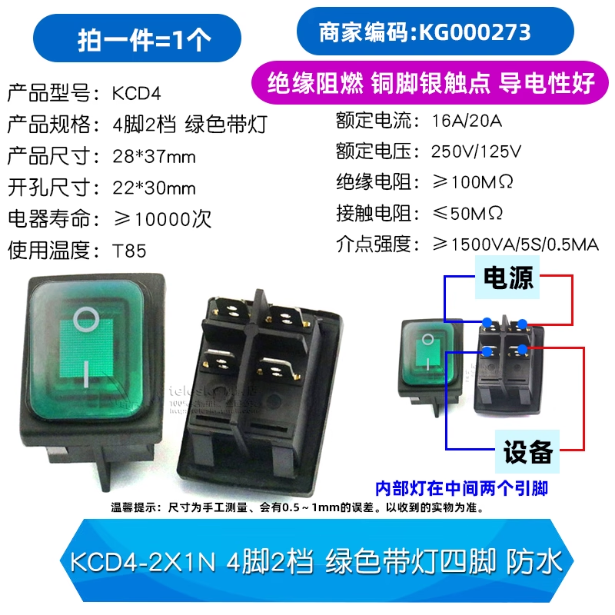 拍一件=1个
商家编码:KG000273
绝缘阻燃 铜脚银触点 导电性好
产品型号: KCD4
产品规格: 4脚2档 绿色带灯
产品尺寸: 28*37mm
开孔尺寸: 22*30mm
电器寿命: ≥10000次
使用温度: T85
额定电流: 16A/20A
额定电压: 250V/125V
绝缘电阻: ≥100MΩ
接触电阻: ≤50MΩ
介点强度: ≥1500VA/5S/0.5MA
电源
设备
内部灯在中间两个引脚
温馨提示: 尺寸为手工测量、会有0.5~1mm的误差。以收到的实物为准。
KCD4-2X1N 4脚2档 绿色带灯四脚 防水